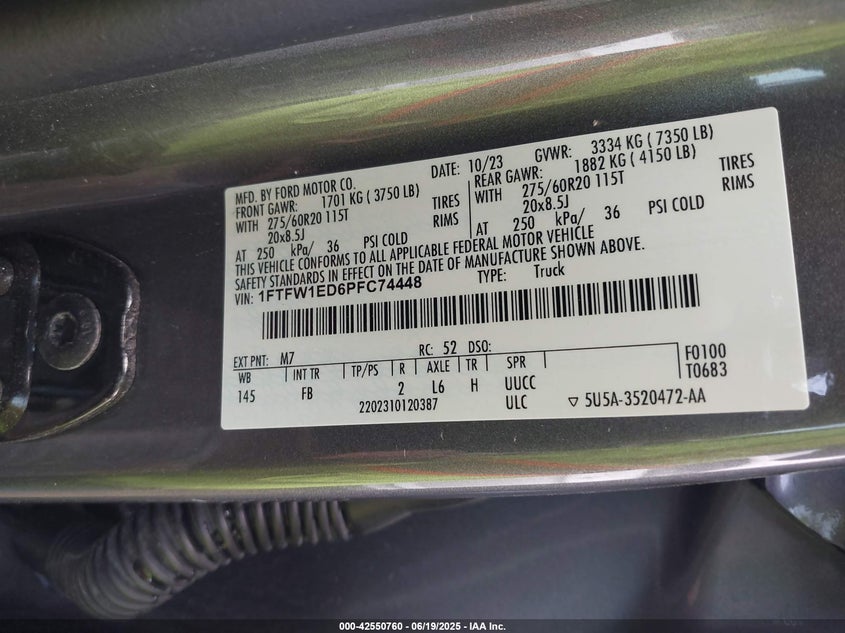 MFD. BY FORD MOTOR CO. DATE: 10/23 GVWR: 3334 KG ( 7350 LB)
FRONT GAWR: 1701 KG ( 3750 LB) REAR GAWR: 1882 KG ( 4150 LB)
WITH 275/60R20 115T TIRES WITH 275/60R20 115T TIRES
20x8.5J RIMS 20x8.5J RIMS
AT 250 kPa/ 36 PSI COLD AT 250 kPa/ 36 PSI COLD
THIS VEHICLE CONFORMS TO ALL APPLICABLE FEDERAL MOTOR VEHICLE
SAFETY STANDARDS IN EFFECT ON THE DATE OF MANUFACTURE SHOWN ABOVE.
VIN: 1FTFW1ED6PFC74448 TYPE: Truck
EXT PNT: M7 RC: 52 DSO:
WB INT TR TP/PS R AXLE TR SPR F0100
145 FB 2 L6 H UUCC T0683
2202310120387 ULC ▽ 5U5A-3520472-AA
000-42550760 - 06/19/2025 - IAA Inc.